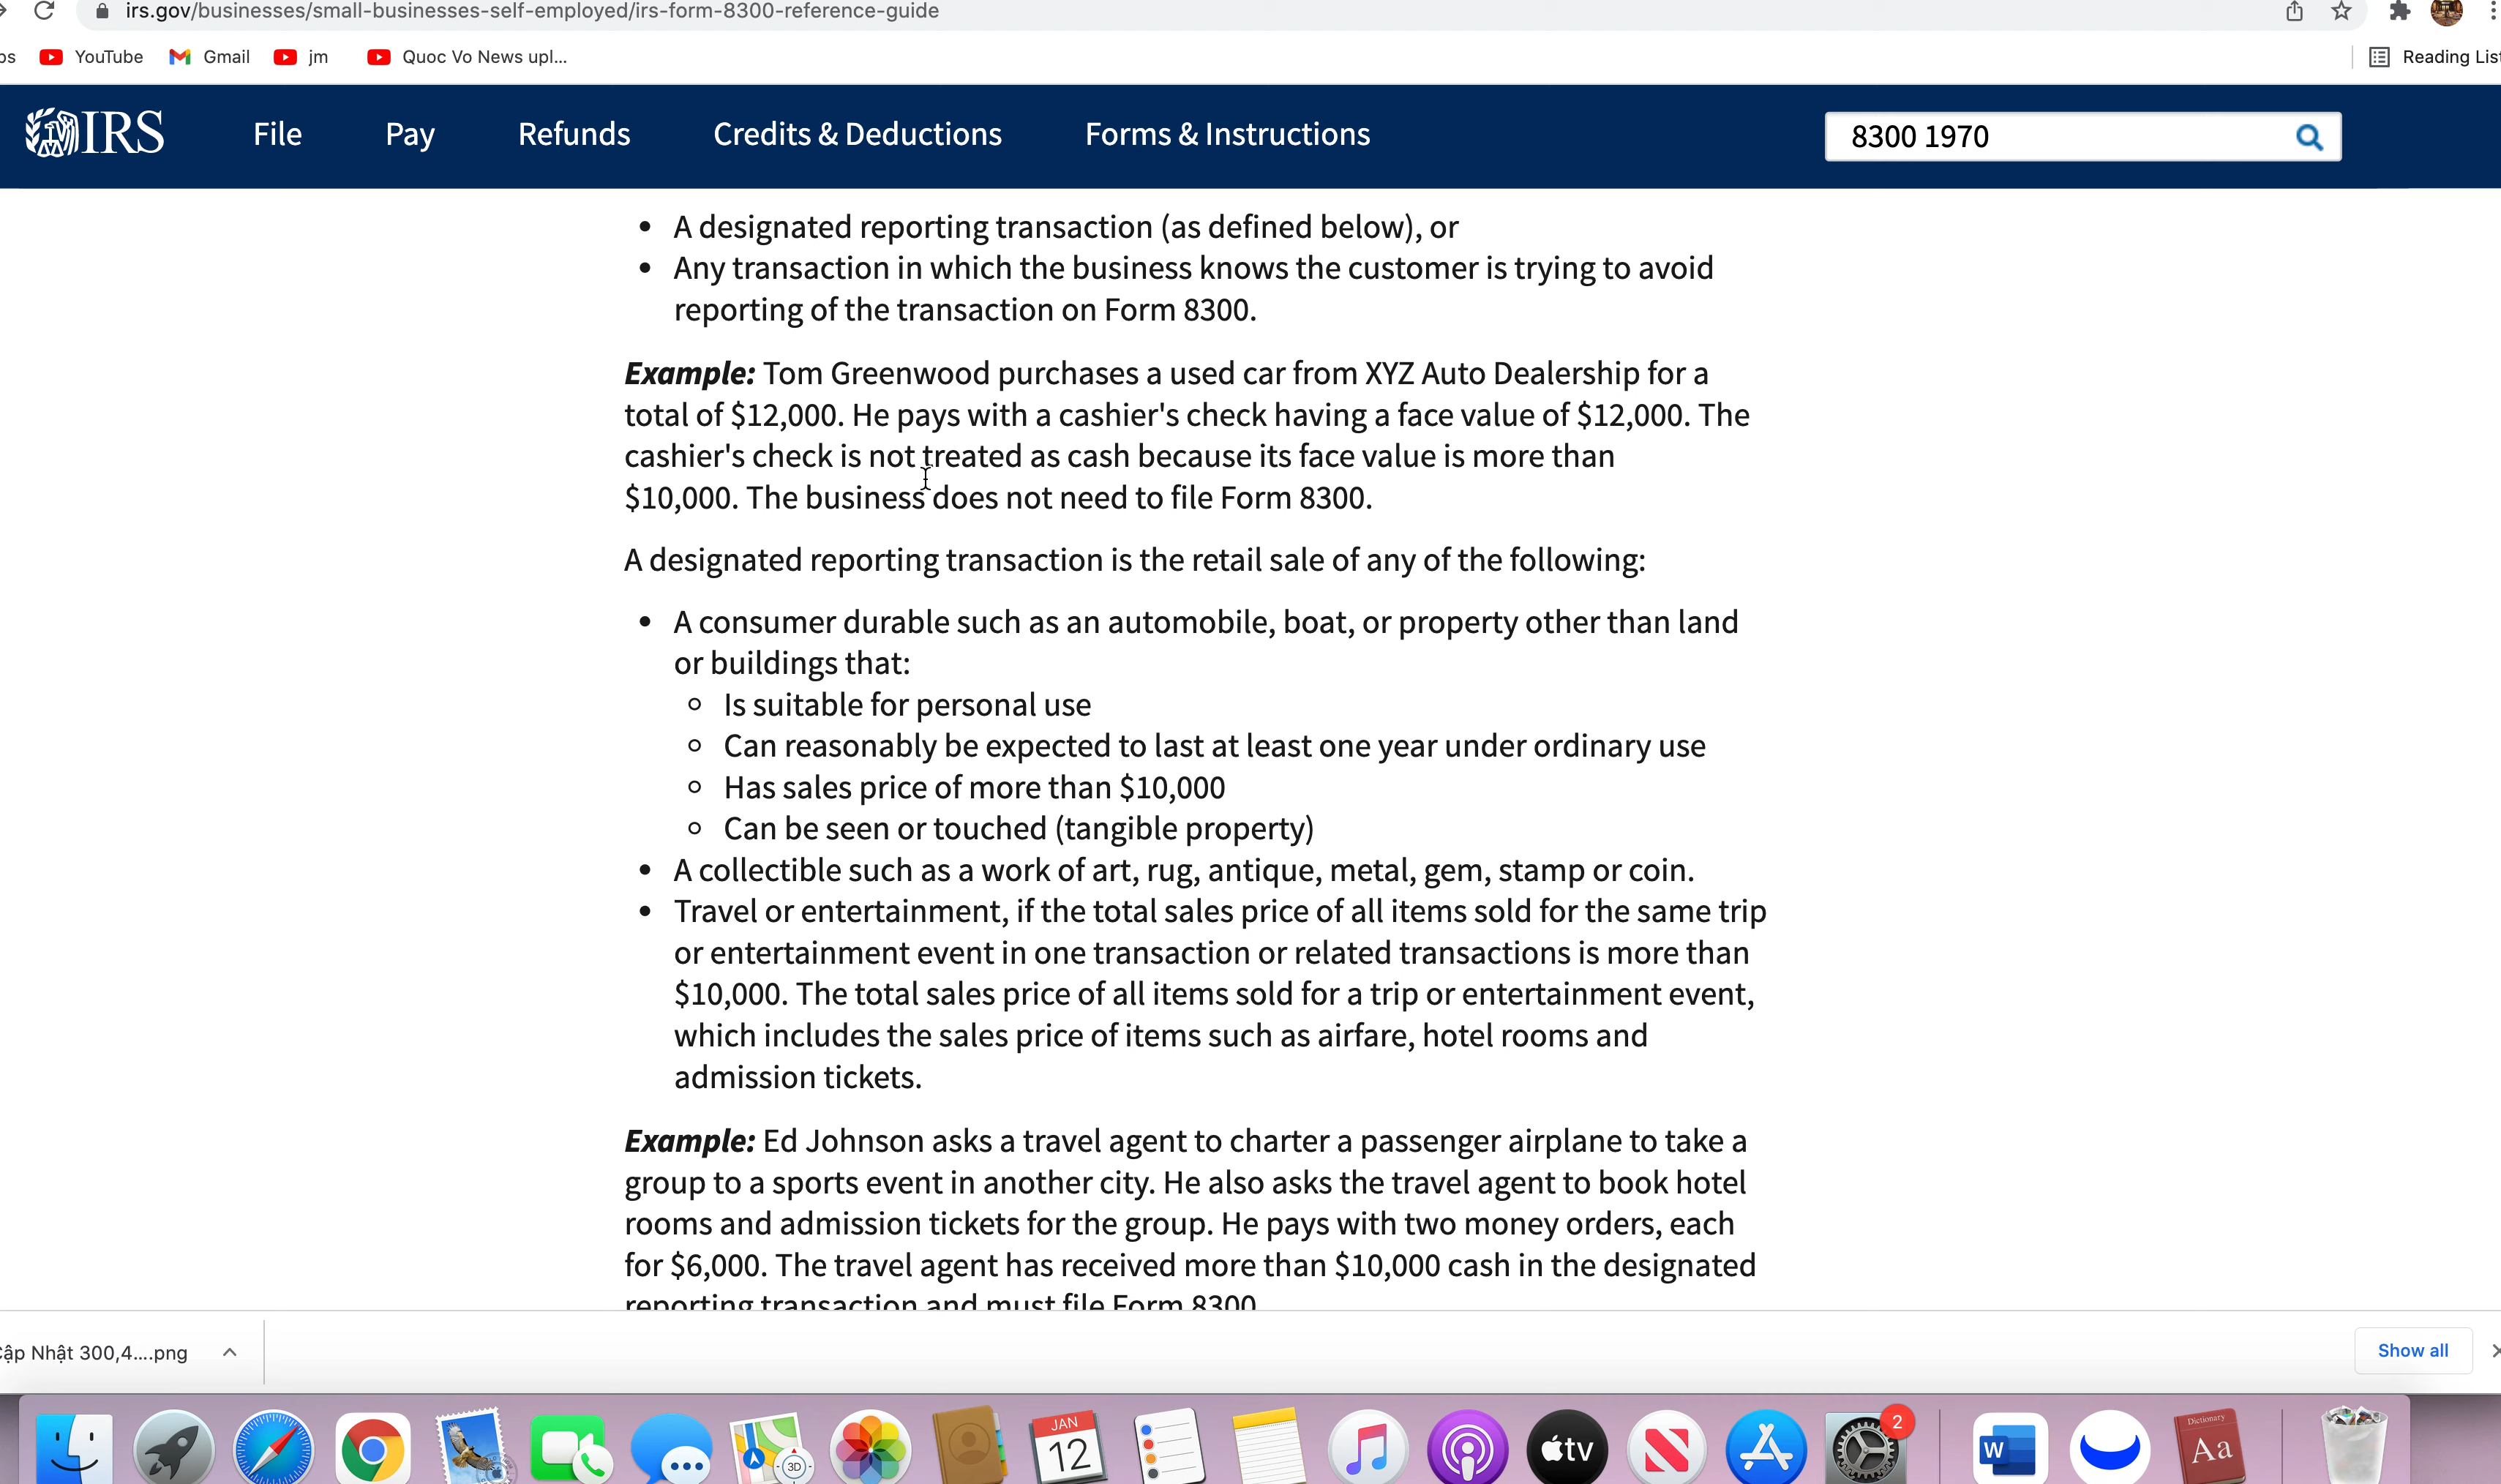 irs.gov/businesses/small-businesses-self-employed/irs-form-8300-reference-guide
YouTube
Gmail
jm
Quoc Vo News upl...
Reading List
IRS
File
Pay
Refunds
Credits & Deductions
Forms & Instructions
8300 1970
• A designated reporting transaction (as defined below), or
• Any transaction in which the business knows the customer is trying to avoid
reporting of the transaction on Form 8300.
Example: Tom Greenwood purchases a used car from XYZ Auto Dealership for a
total of $12,000. He pays with a cashier's check having a face value of $12,000. The
cashier's check is not treated as cash because its face value is more than
$10,000. The business does not need to file Form 8300.
A designated reporting transaction is the retail sale of any of the following:
• A consumer durable such as an automobile, boat, or property other than land
or buildings that:
◦ Is suitable for personal use
◦ Can reasonably be expected to last at least one year under ordinary use
◦ Has sales price of more than $10,000
◦ Can be seen or touched (tangible property)
• A collectible such as a work of art, rug, antique, metal, gem, stamp or coin.
• Travel or entertainment, if the total sales price of all items sold for the same trip
or entertainment event in one transaction or related transactions is more than
$10,000. The total sales price of all items sold for a trip or entertainment event,
which includes the sales price of items such as airfare, hotel rooms and
admission tickets.
Example: Ed Johnson asks a travel agent to charter a passenger airplane to take a
group to a sports event in another city. He also asks the travel agent to book hotel
rooms and admission tickets for the group. He pays with two money orders, each
for $6,000. The travel agent has received more than $10,000 cash in the designated
reporting transaction and must file Form 8300.
Cập Nhật 300,4....png
Show all
3D
JAN
12
tv
2
W
Dictionary
Aa